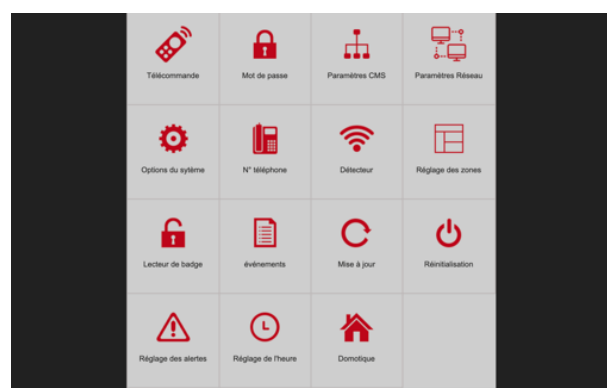 Télécommande
Mot de passe
Paramètres CMS
Paramètres Réseau
Options du sytème
N° téléphone
Détecteur
Réglage des zones
Lecteur de badge
événements
Mise à jour
Réinitialisation
Réglage des alertes
Réglage de l'heure
Domotique